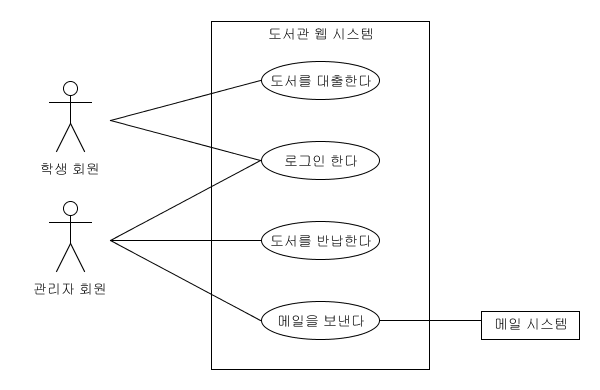 도서관 웹 시스템
도서를 대출한다
학생 회원
로그인 한다
관리자 회원
도서를 반납한다
메일을 보낸다
메일 시스템